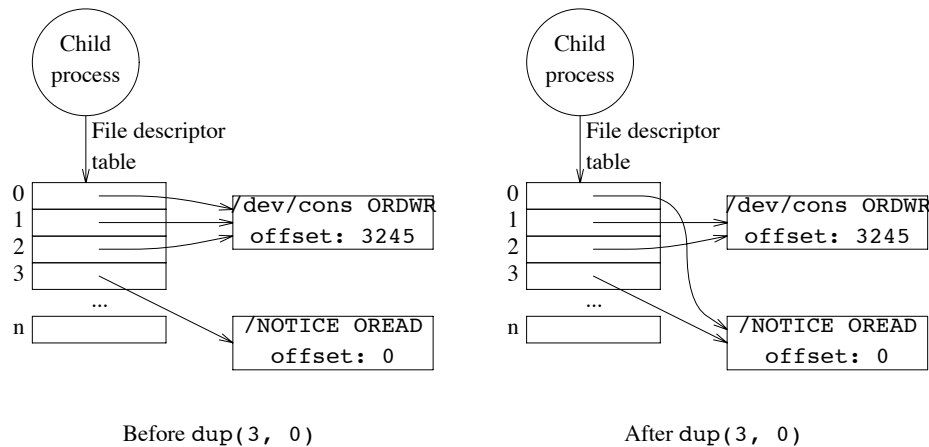 Child
process
File descriptor
table
0
1
2
3
...
n
/dev/cons ORDWR
offset: 3245
/NOTICE OREAD
offset: 0
Before dup(3, 0)
Child
process
File descriptor
table
0
1
2
3
...
n
/dev/cons ORDWR
offset: 3245
/NOTICE OREAD
offset: 0
After dup(3, 0)